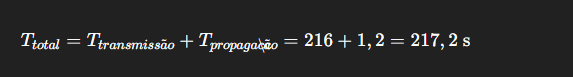 T_total = T_transmissão + T_propagação = 216 + 1, 2 = 217, 2 s